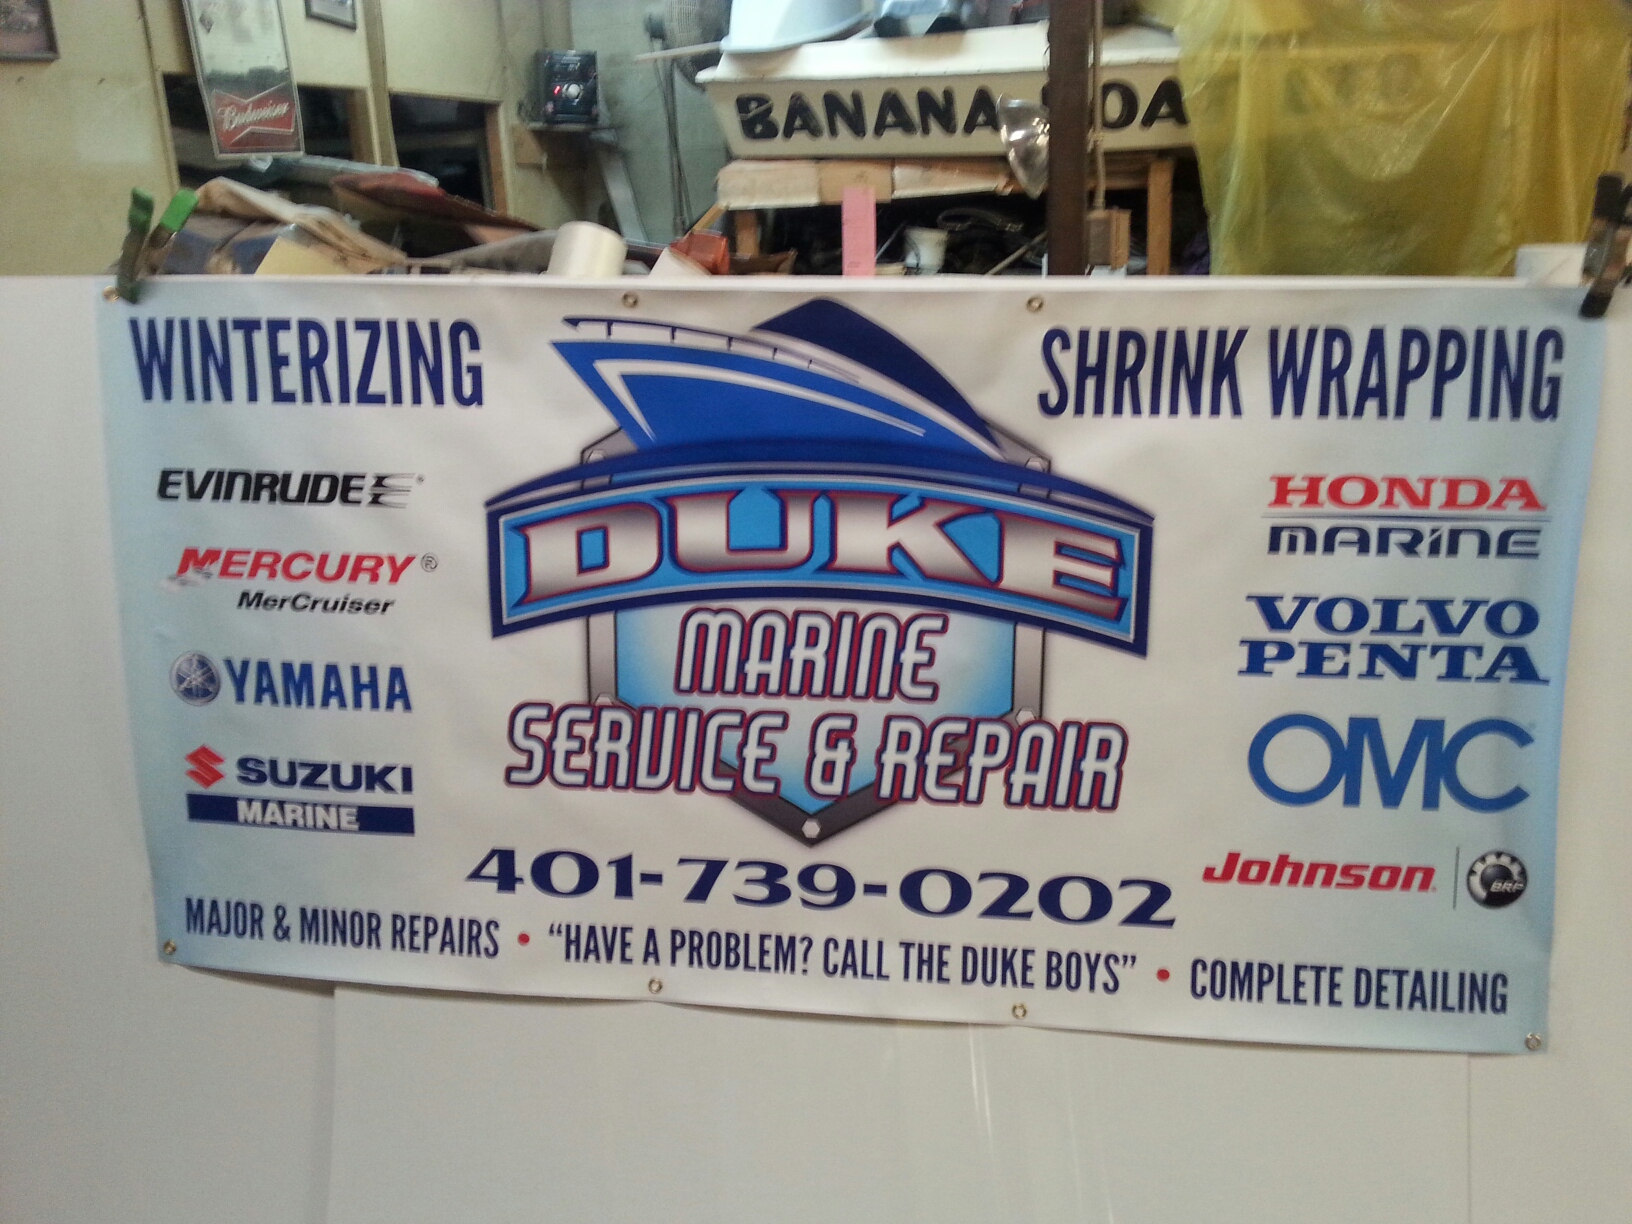 Budweiser
BANANA
WINTERIZING
SHRINK WRAPPING
EVINRUDE
MERCURY®
MerCruiser
YAMAHA
SUZUKI
MARINE
DUKE
MARINE
SERVICE & REPAIR
HONDA
MARINE
VOLVO
PENTA
OMC
Johnson
BRP
401-739-0202
MAJOR & MINOR REPAIRS • "HAVE A PROBLEM? CALL THE DUKE BOYS" • COMPLETE DETAILING